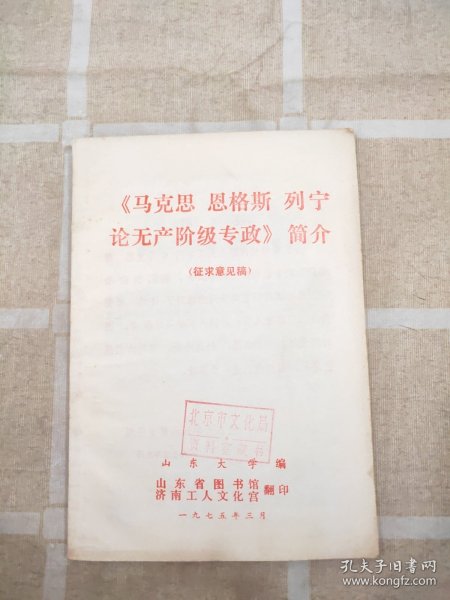 《马克思 恩格斯 列宁
论无产阶级专政》简介
(征求意见稿)
北京市文化局
资料室藏书
山东大学编
山东省图书馆
济南工人文化宫 翻印
一九七五年三月
孔夫子旧书网
www.kongfz.com